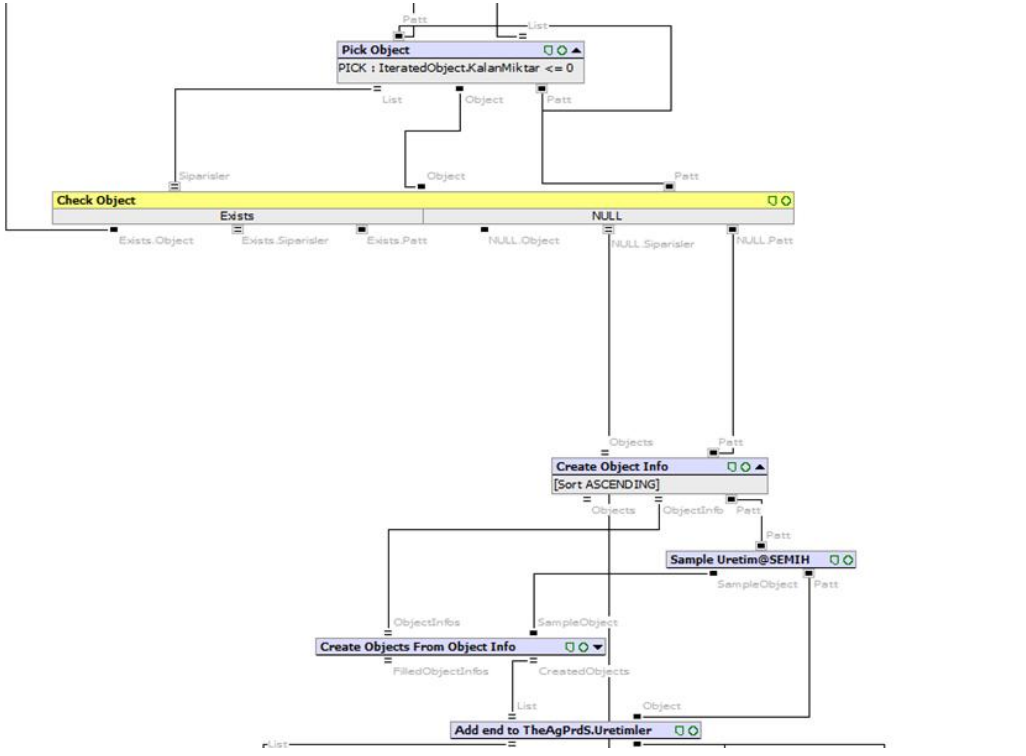 Patt
List
Pick Object
PICK : IteratedObject.KalanMiktar <= 0
List Object Patt
Siparisler Object Patt
Check Object
Exists NULL
Exists.Object Exists.Siparisler Exists.Patt NULL.Object NULL.Siparisler NULL.Patt
Objects Patt
Create Object Info
[Sort ASCENDING]
Objects ObjectInfo Patt
Patt
Sample Uretim@SEMIH
SampleObject Patt
ObjectInfos SampleObject
Create Objects From Object Info
FilledObjectInfos CreatedObjects
List Object
Add end to TheAgPrdS.Uretimler
List